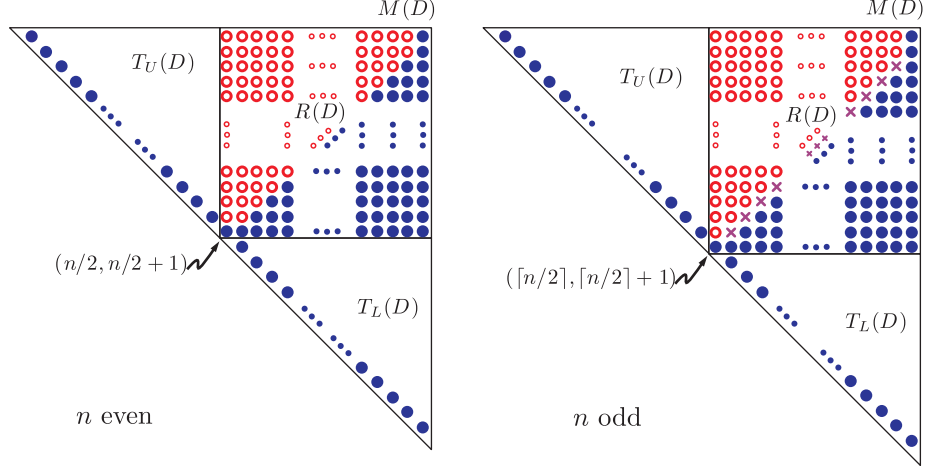 M(D)
T_U(D)
R(D)
(n/2, n/2 + 1)
T_L(D)
n even
M(D)
T_U(D)
R(D)
(⌈n/2⌉, ⌈n/2⌉ + 1)
T_L(D)
n odd